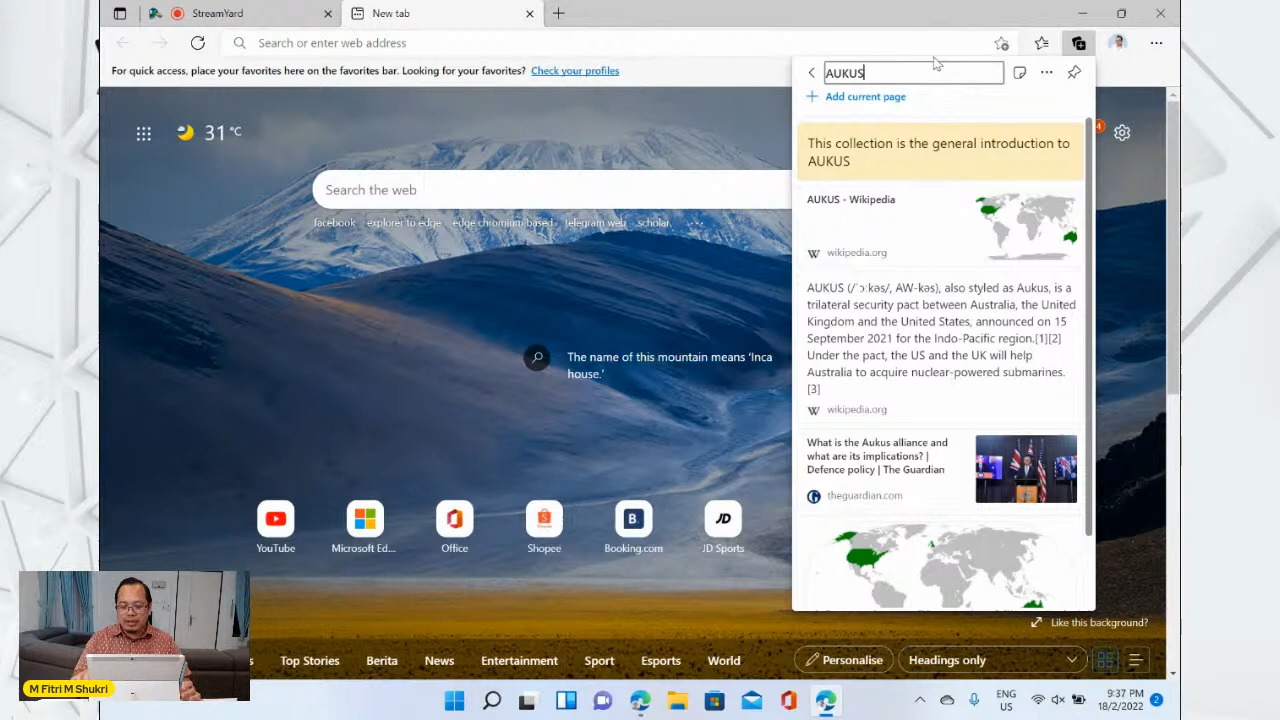 StreamYard
New tab
Search or enter web address
For quick access, place your favorites here on the favorites bar. Looking for your favorites? Check your profiles
AUKUS
Add current page
31 °C
This collection is the general introduction to
AUKUS
4
Search the web
AUKUS - Wikipedia
facebook explorer to edge edge chromium based telegram web scholar ...
wikipedia.org
AUKUS (/ˈɔːkəs/, AW-kəs), also styled as Aukus, is a
trilateral security pact between Australia, the United
Kingdom and the United States, announced on 15
September 2021 for the Indo-Pacific region.[1][2]
Under the pact, the US and the UK will help
Australia to acquire nuclear-powered submarines.
[3]
wikipedia.org
The name of this mountain means ‘Inca
house.’
What is the Aukus alliance and
what are its implications? |
Defence policy | The Guardian
theguardian.com
YouTube
Microsoft Ed...
Office
Shopee
B.
Booking.com
JD
JD Sports
Like this background?
s Top Stories Berita News Entertainment Sport Esports World
Personalise
Headings only
M Fitri M Shukri
ENG
US
9:37 PM
18/2/2022
2